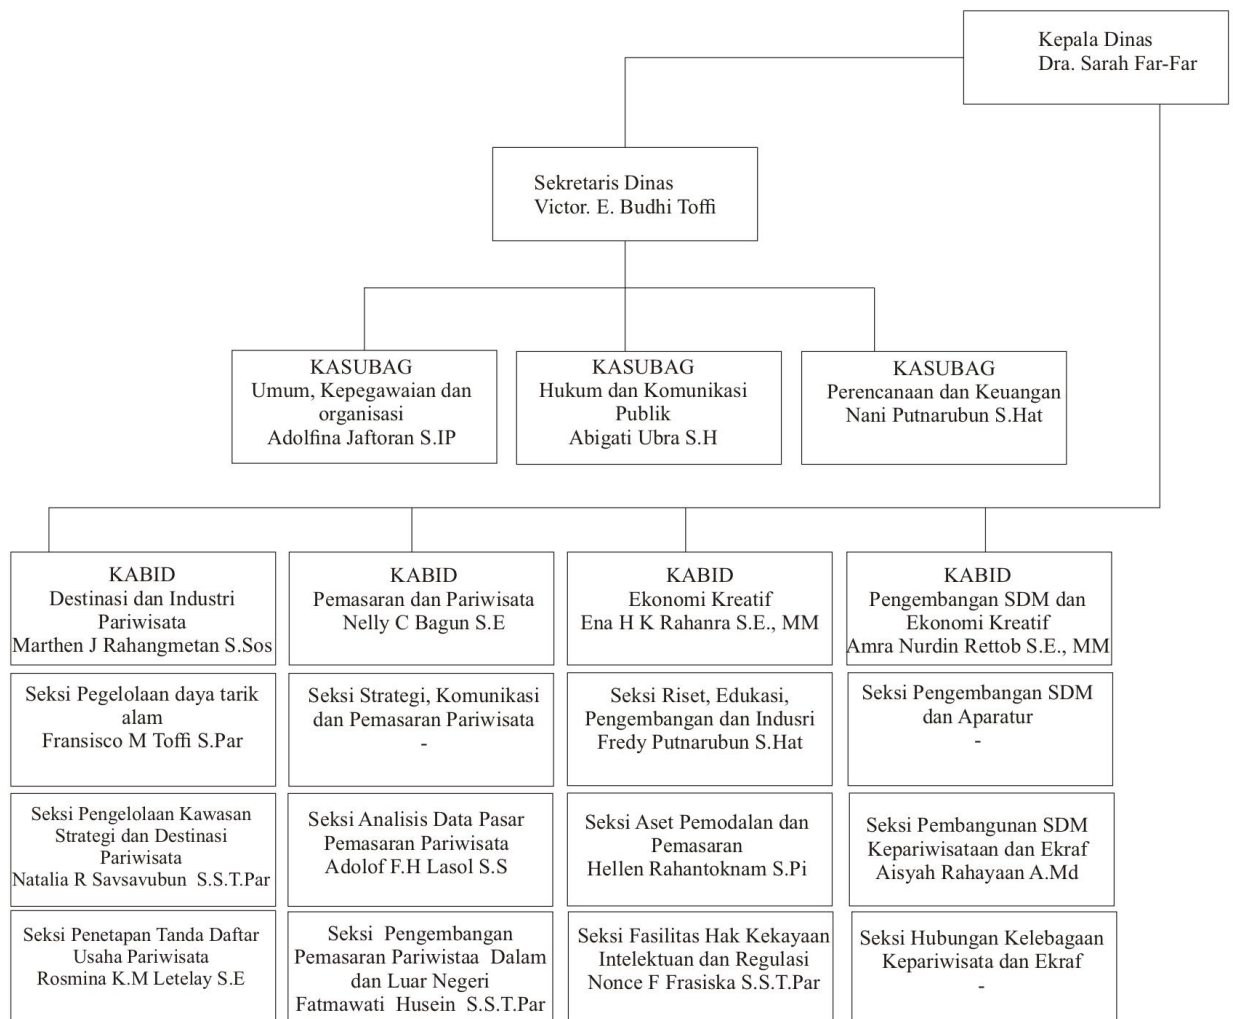 Kepala Dinas
Dra. Sarah Far-Far
Sekretaris Dinas
Victor. E. Budhi Toffi
KASUBAG
Umum, Kepegawaian dan
organisasi
Adolfina Jaftoran S.IP
KASUBAG
Hukum dan Komunikasi
Publik
Abigati Ubra S.H
KASUBAG
Perencanaan dan Keuangan
Nani Putnarubun S.Hat
KABID
Destinasi dan Industri
Pariwisata
Marthen J Rahangmetan S.Sos
KABID
Pemasaran dan Pariwisata
Nelly C Bagun S.E
KABID
Ekonomi Kreatif
Ena H K Rahanra S.E., MM
KABID
Pengembangan SDM dan
Ekonomi Kreatif
Amra Nurdin Rettob S.E., MM
Seksi Pegelolaan daya tarik
alam
Fransisco M Toffi S.Par
Seksi Strategi, Komunikasi
dan Pemasaran Pariwisata
-
Seksi Riset, Edukasi,
Pengembangan dan Indusri
Fredy Putnarubun S.Hat
Seksi Pengembangan SDM
dan Aparatur
-
Seksi Pengelolaan Kawasan
Strategi dan Destinasi
Pariwisata
Natalia R Savsavubun S.S.T.Par
Seksi Analisis Data Pasar
Pemasaran Pariwisata
Adolof F.H Lasol S.S
Seksi Aset Pemodalan dan
Pemasaran
Hellen Rahantoknam S.Pi
Seksi Pembangunan SDM
Kepariwisataan dan Ekraf
Aisyah Rahayaan A.Md
Seksi Penetapan Tanda Daftar
Usaha Pariwisata
Rosmina K.M Letelay S.E
Seksi Pengembangan
Pemasaran Pariwistaa Dalam
dan Luar Negeri
Fatmawati Husein S.S.T.Par
Seksi Fasilitas Hak Kekayaan
Intelektuan dan Regulasi
Nonce F Frasiska S.S.T.Par
Seksi Hubungan Kelebagaan
Kepariwisata dan Ekraf
-